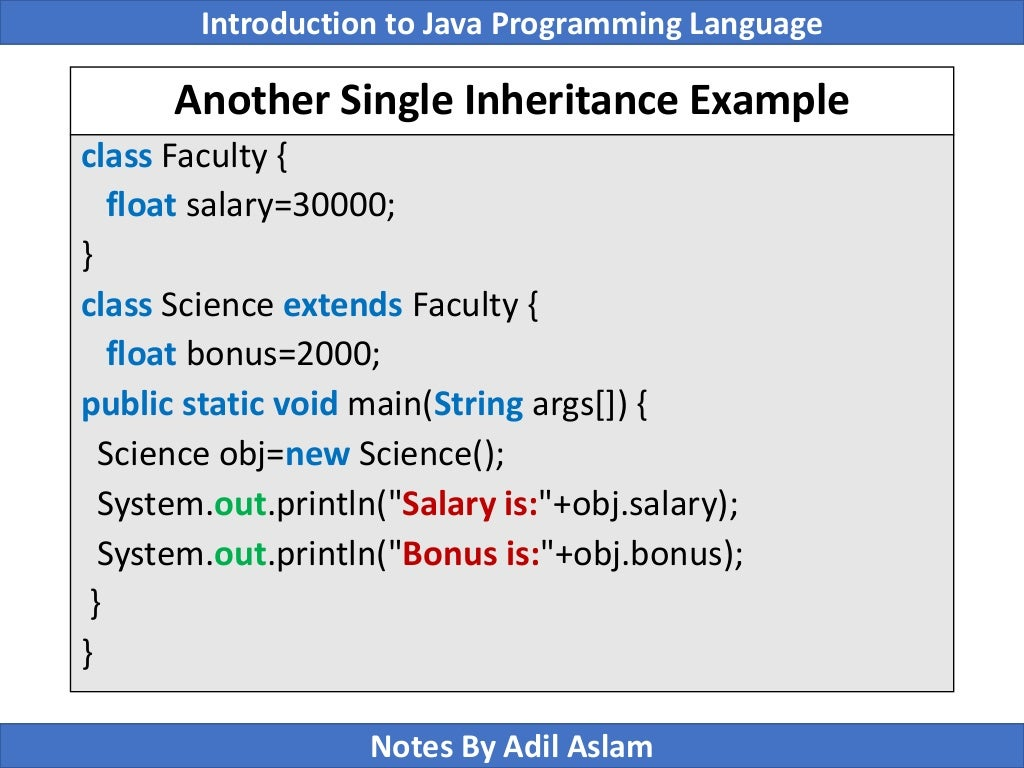 Introduction to Java Programming Language
Another Single Inheritance Example
class Faculty {
float salary=30000;
}
class Science extends Faculty {
float bonus=2000;
public static void main(String args[]) {
Science obj=new Science();
System.out.println("Salary is:"+obj.salary);
System.out.println("Bonus is:"+obj.bonus);
}
}
Notes By Adil Aslam